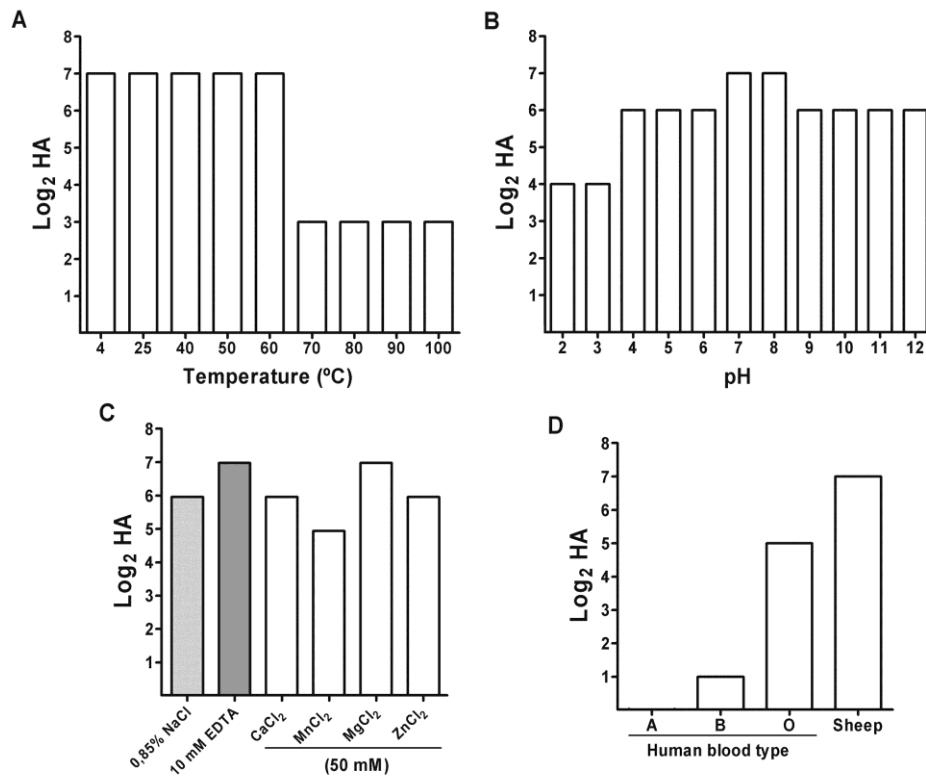 A
Log₂ HA
8
7
6
5
4
3
2
1
4 25 40 50 60 70 80 90 100
Temperature (ºC)
B
Log₂ HA
8
7
6
5
4
3
2
1
2 3 4 5 6 7 8 9 10 11 12
pH
C
Log₂ HA
8
7
6
5
4
3
2
1
0,85% NaCl 10 mM EDTA CaCl₂ MnCl₂ MgCl₂ ZnCl₂
(50 mM)
D
Log₂ HA
8
7
6
5
4
3
2
1
A B O Sheep
Human blood type